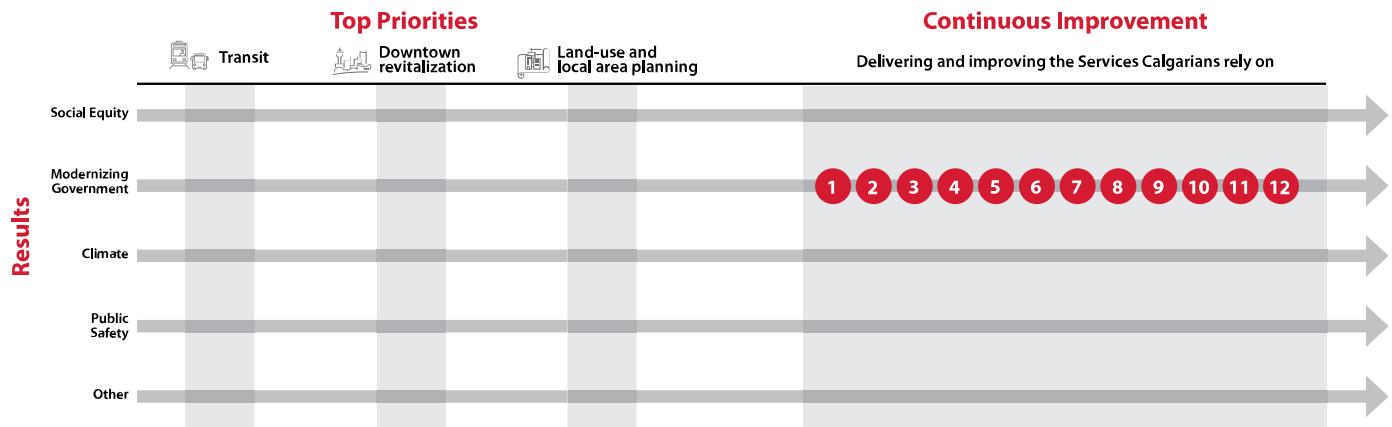 Top Priorities
Continuous Improvement
Transit
Downtown
revitalization
Land-use and
local area planning
Delivering and improving the Services Calgarians rely on
Results
Social Equity
Modernizing
Government
1 2 3 4 5 6 7 8 9 10 11 12
Climate
Public
Safety
Other